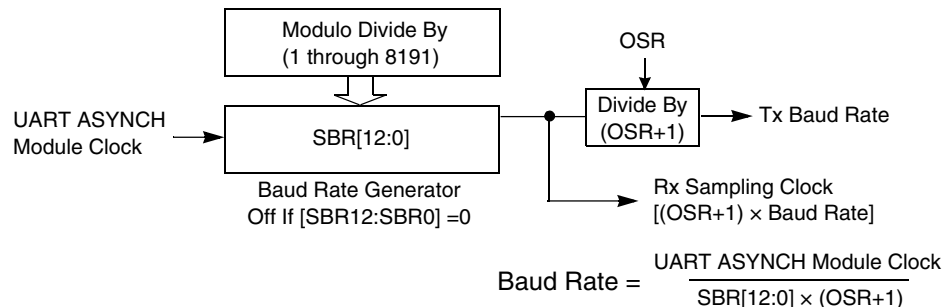 Modulo Divide By
(1 through 8191)
OSR
UART ASYNCH
Module Clock
SBR[12:0]
Divide By
(OSR+1)
Tx Baud Rate
Baud Rate Generator
Off If [SBR12:SBR0] =0
Rx Sampling Clock
[(OSR+1) × Baud Rate]
Baud Rate =
UART ASYNCH Module Clock
SBR[12:0] × (OSR+1)